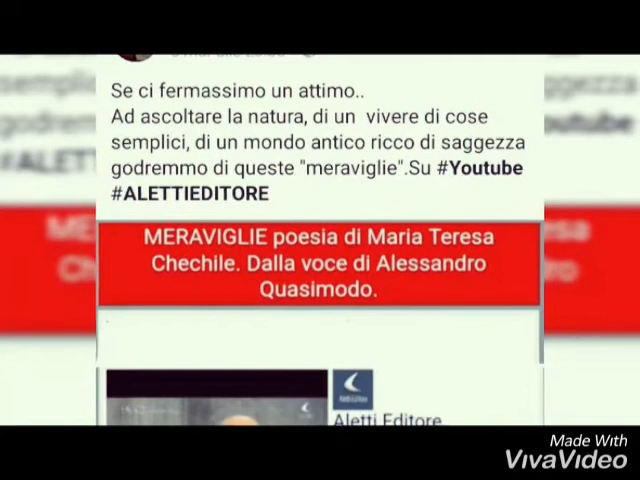 Se ci fermassimo un attimo..
Ad ascoltare la natura, di un vivere di cose
semplici, di un mondo antico ricco di saggezza
godremmo di queste "meraviglie".Su #Youtube
#ALETTIEDITORE
MERAVIGLIE poesia di Maria Teresa
Chechile. Dalla voce di Alessandro
Quasimodo.
Aletti Editore
Made With
VivaVideo